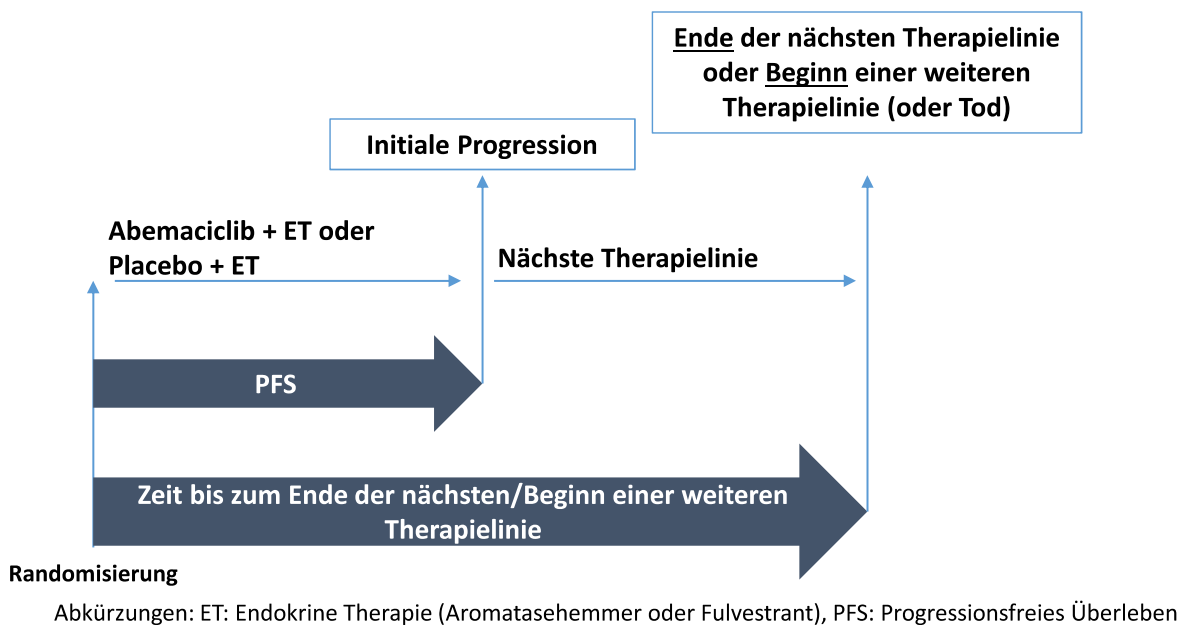 Ende der nächsten Therapielinie
oder Beginn einer weiteren
Therapielinie (oder Tod)
Initiale Progression
Abemaciclib + ET oder
Placebo + ET
Nächste Therapielinie
PFS
Zeit bis zum Ende der nächsten/Beginn einer weiteren
Therapielinie
Randomisierung
Abkürzungen: ET: Endokrine Therapie (Aromatasehemmer oder Fulvestrant), PFS: Progressionsfreies Überleben